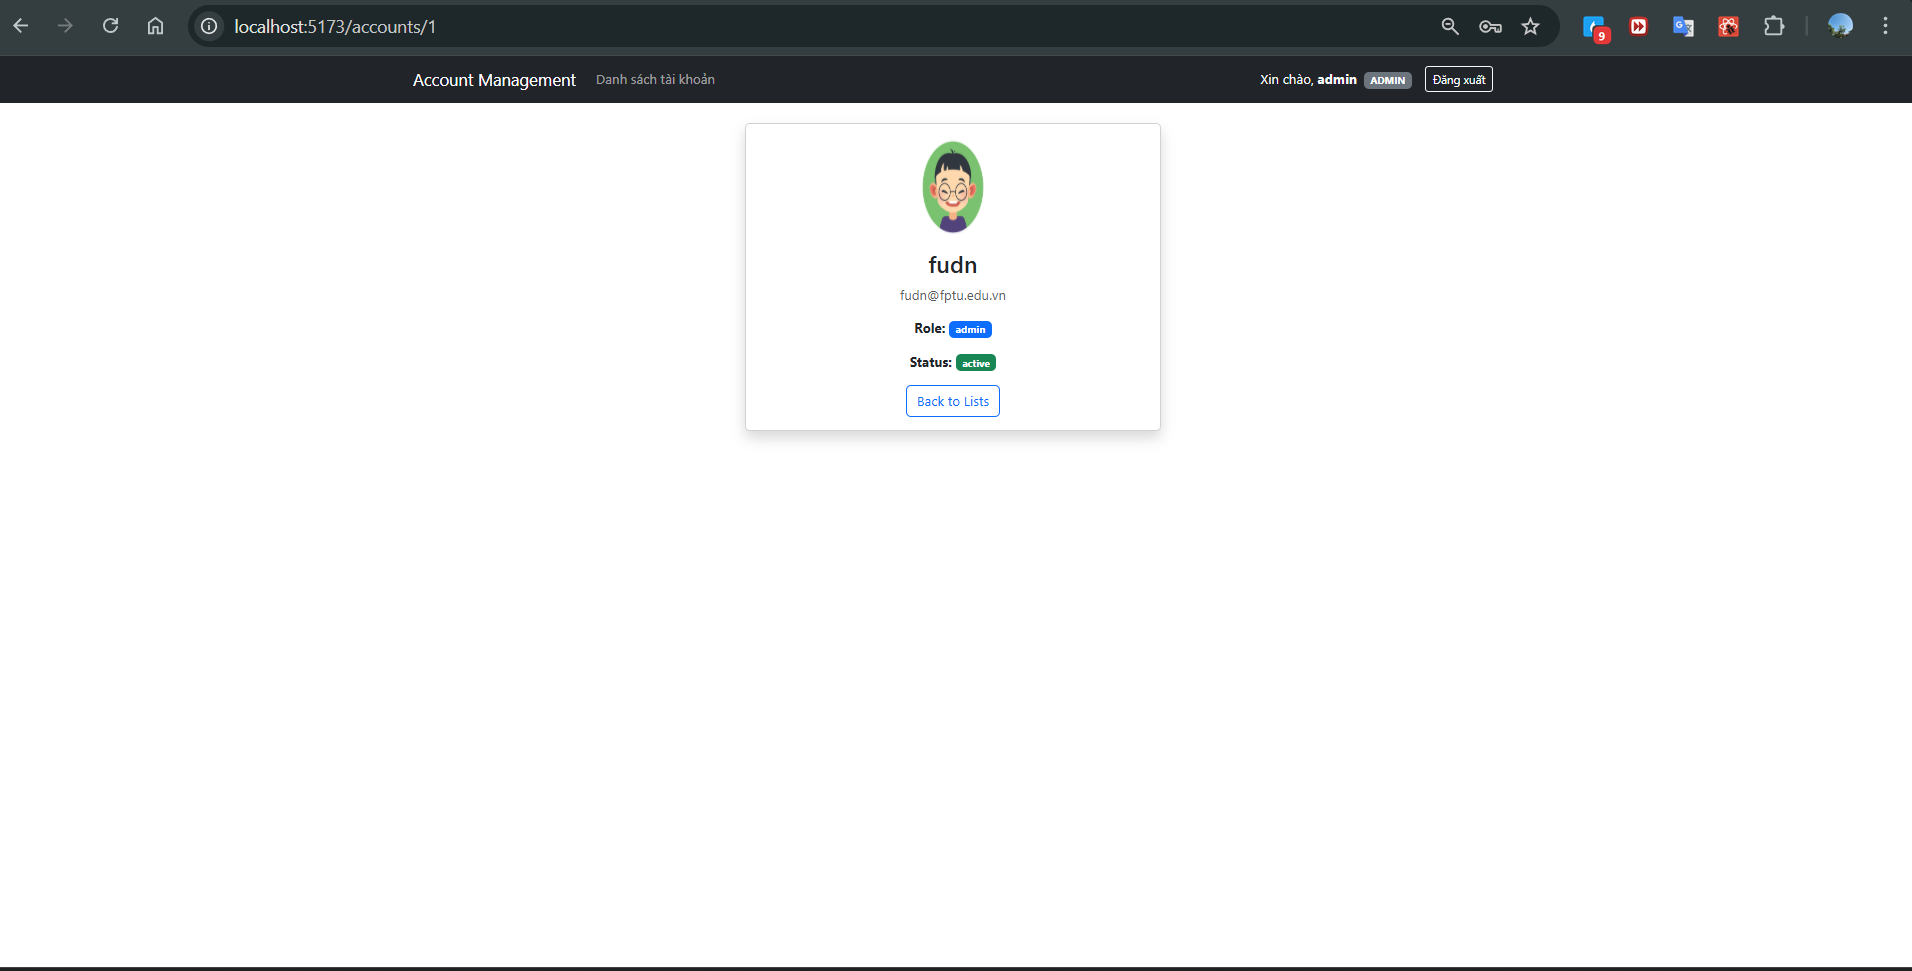 localhost:5173/accounts/1
9
Account Management Danh sách tài khoản Xin chào, admin ADMIN Đăng xuất
fudn
fudn@fptu.edu.vn
Role: admin
Status: active
Back to Lists